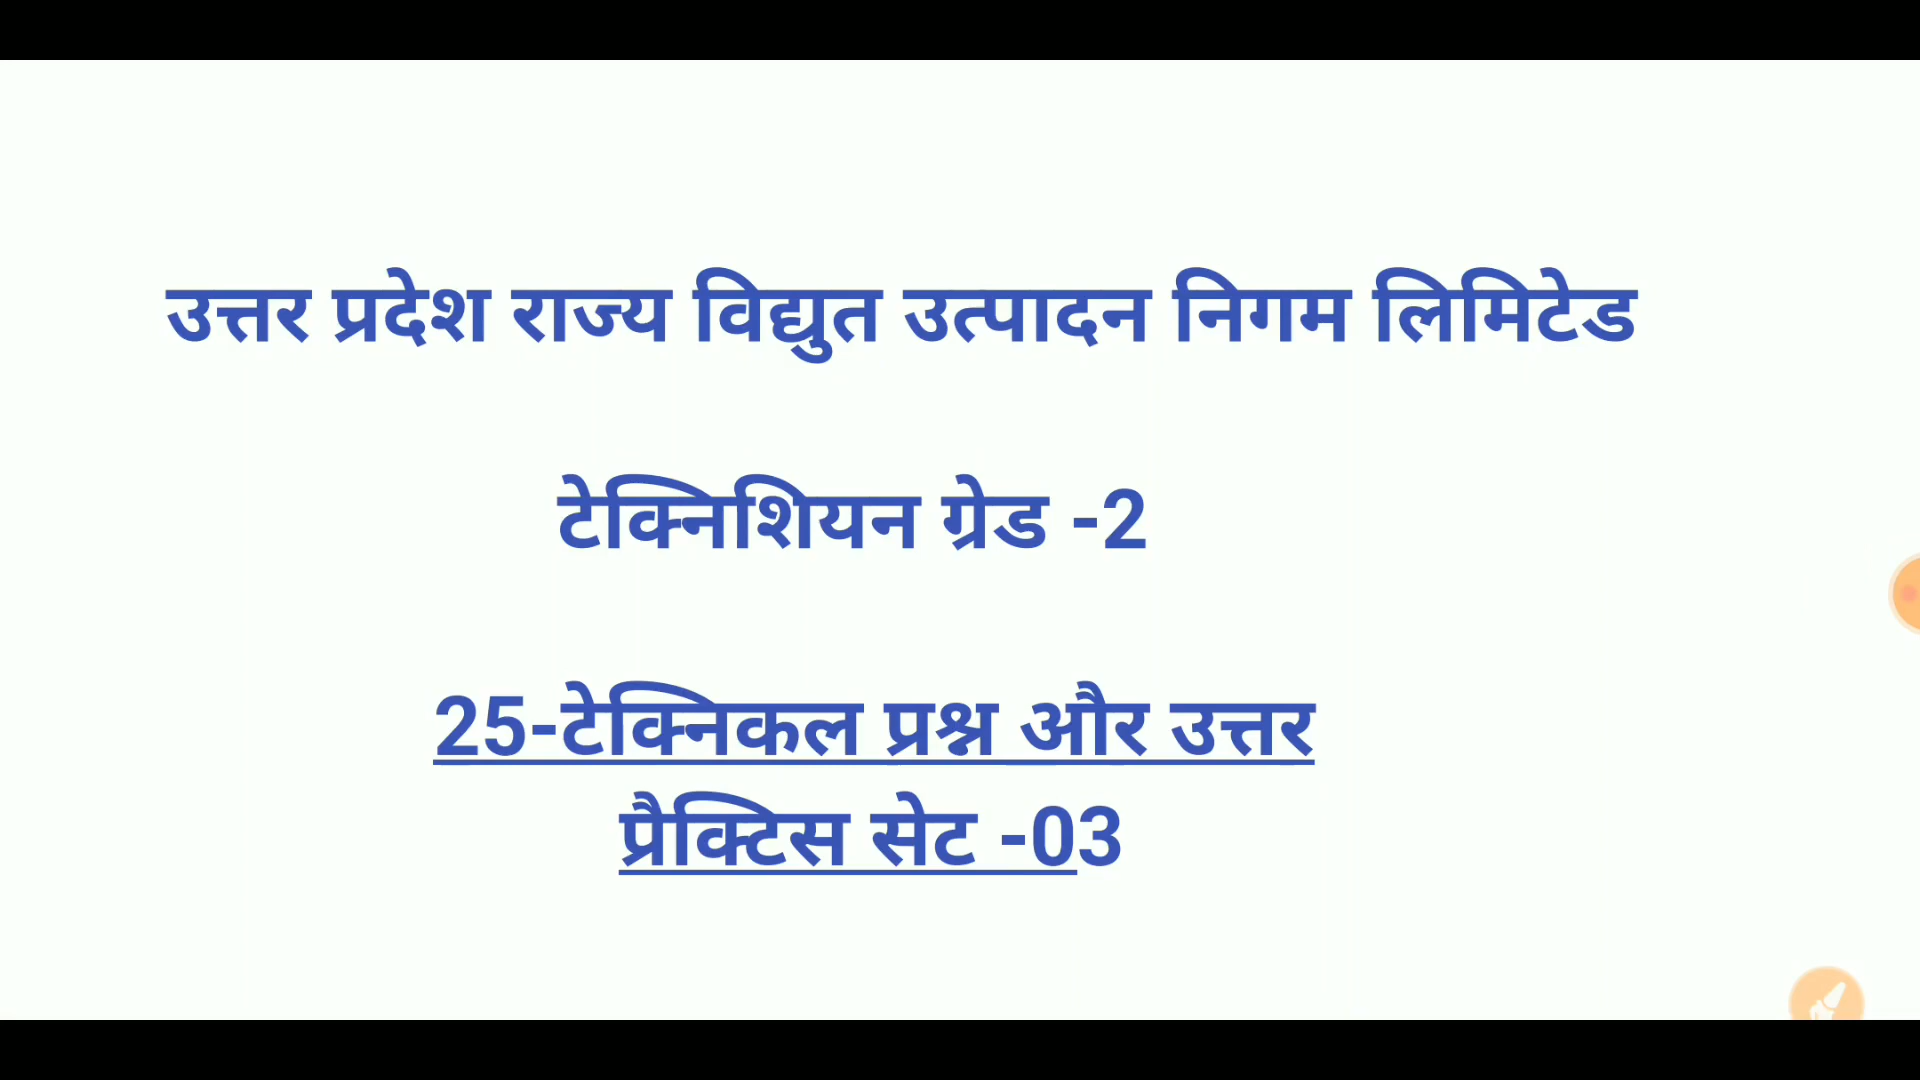 उत्तर प्रदेश राज्य विद्युत उत्पादन निगम लिमिटेड
टेक्निशियन ग्रेड -2
25-टेक्निकल प्रश्न और उत्तर
प्रैक्टिस सेट -03